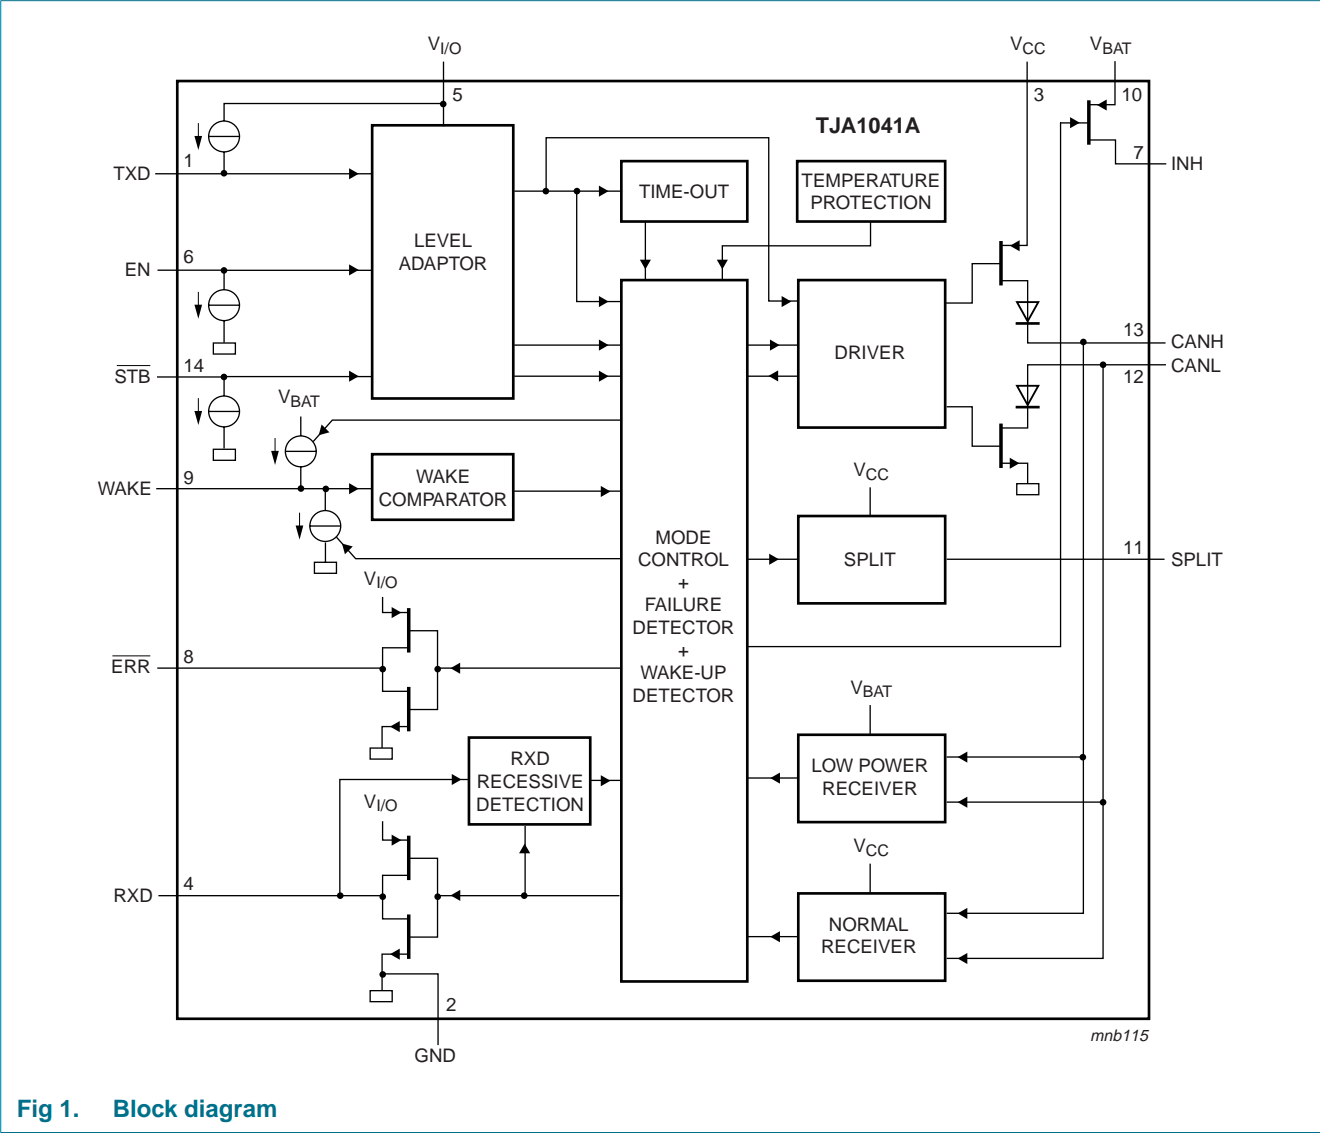 VI/O
VCC
VBAT
5
3
10
TJA1041A
7
INH
TXD
1
TIME-OUT
TEMPERATURE
PROTECTION
LEVEL
ADAPTOR
EN
6
13
CANH
DRIVER
STB
14
CANL
12
VBAT
WAKE
9
WAKE
COMPARATOR
VCC
MODE
CONTROL
+
FAILURE
DETECTOR
+
WAKE-UP
DETECTOR
SPLIT
11
SPLIT
VI/O
ERR
8
VBAT
RXD
RECESSIVE
DETECTION
LOW POWER
RECEIVER
VI/O
VCC
RXD
4
NORMAL
RECEIVER
2
GND
mnb115
Fig 1. Block diagram